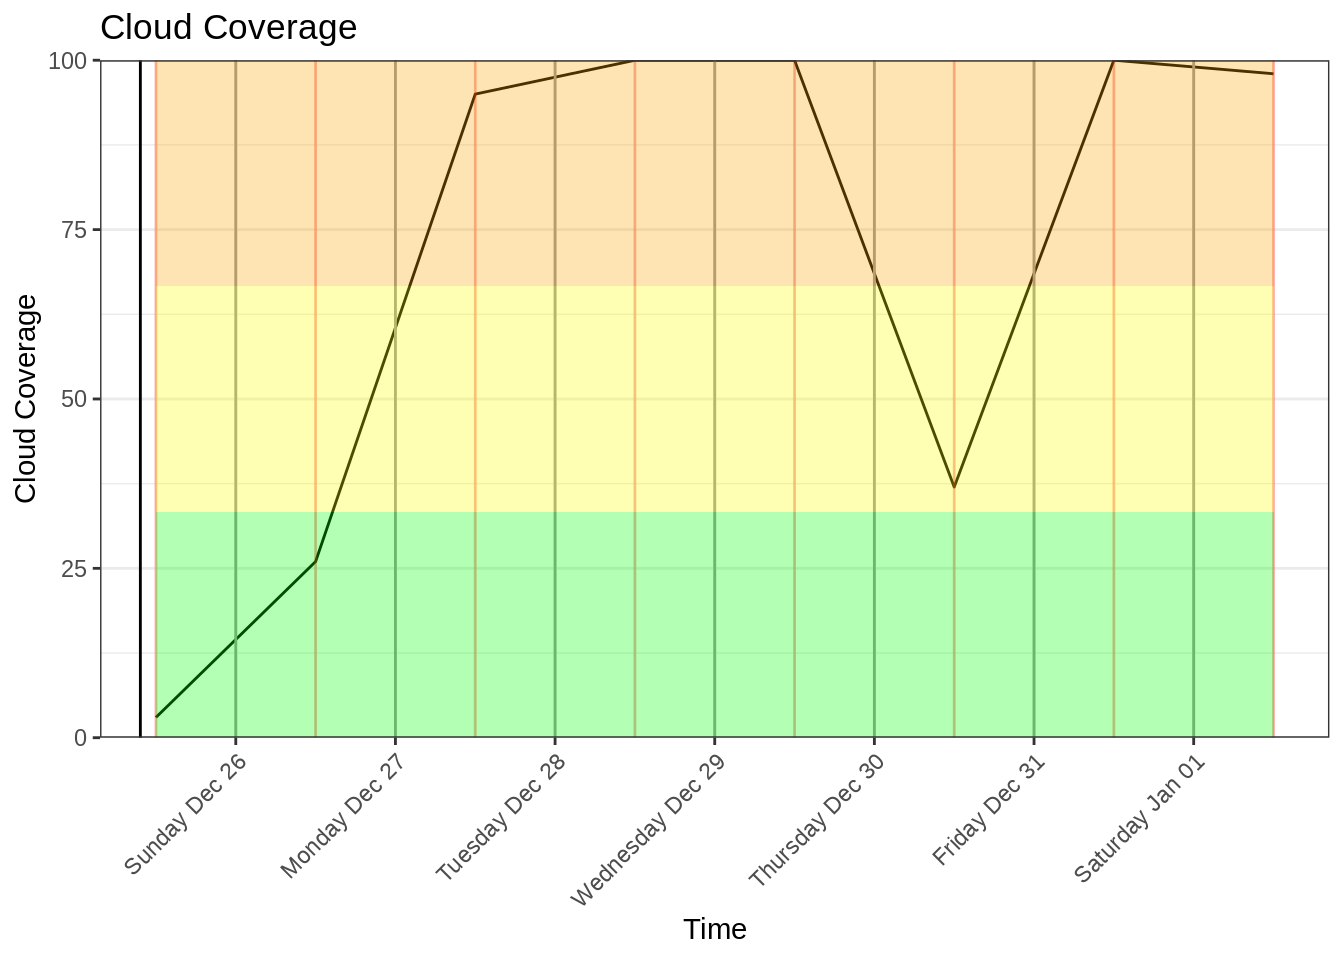 Cloud Coverage
100
75
50
25
0
Cloud Coverage
Sunday Dec 26
Monday Dec 27
Tuesday Dec 28
Wednesday Dec 29
Thursday Dec 30
Friday Dec 31
Saturday Jan 01
Time